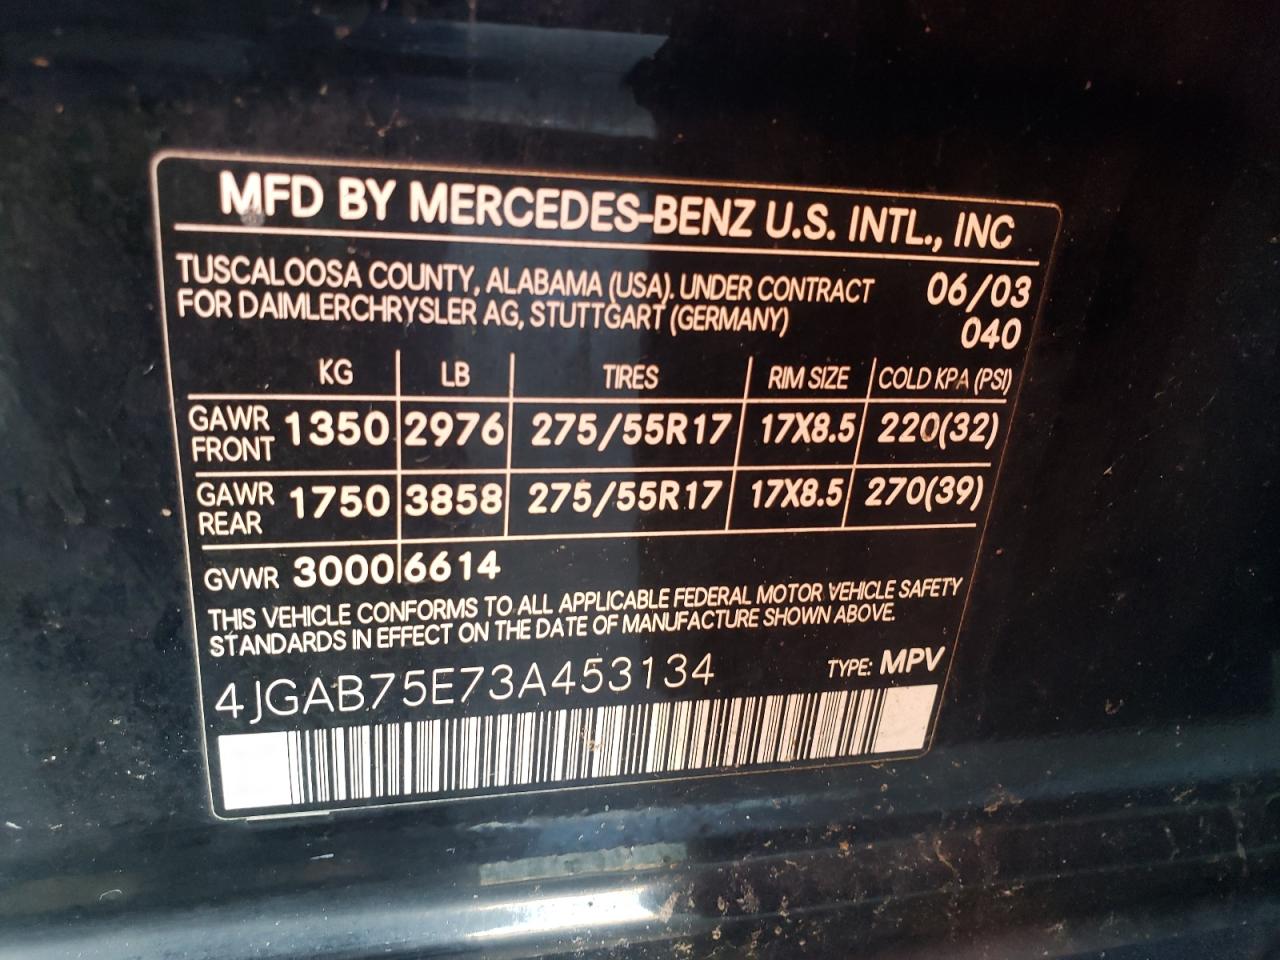 MFD BY MERCEDES-BENZ U.S. INTL., INC
TUSCALOOSA COUNTY, ALABAMA (USA). UNDER CONTRACT 06/03
FOR DAIMLERCHRYSLER AG, STUTTGART (GERMANY) 040
KG LB TIRES RIM SIZE COLD KPA (PSI)
GAWR FRONT 1350 2976 275/55R17 17X8.5 220(32)
GAWR REAR 1750 3858 275/55R17 17X8.5 270(39)
GVWR 3000 6614
THIS VEHICLE CONFORMS TO ALL APPLICABLE FEDERAL MOTOR VEHICLE SAFETY
STANDARDS IN EFFECT ON THE DATE OF MANUFACTURE SHOWN ABOVE.
4JGAB75E73A453134 TYPE: MPV